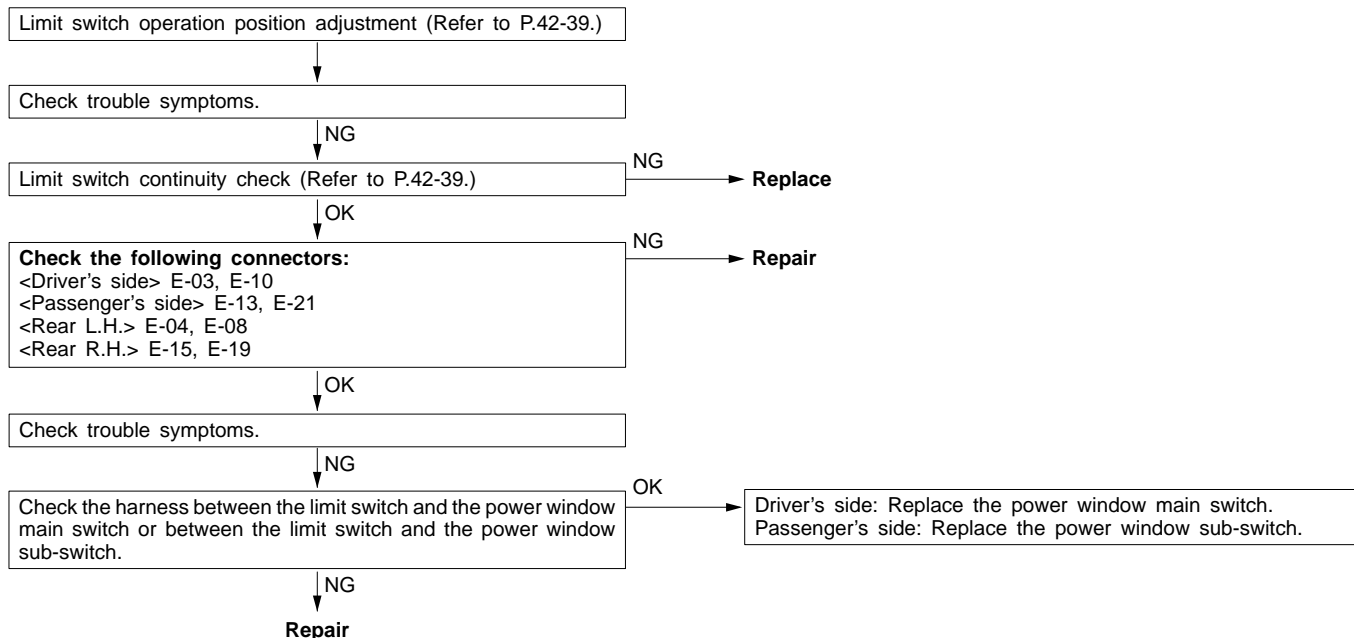 Limit switch operation position adjustment (Refer to P.42-39.)
Check trouble symptoms.
NG
Limit switch continuity check (Refer to P.42-39.)
NG
Replace
OK
Check the following connectors:
<Driver's side> E-03, E-10
<Passenger's side> E-13, E-21
<Rear L.H.> E-04, E-08
<Rear R.H.> E-15, E-19
NG
Repair
OK
Check trouble symptoms.
NG
Check the harness between the limit switch and the power window
main switch or between the limit switch and the power window
sub-switch.
OK
Driver's side: Replace the power window main switch.
Passenger's side: Replace the power window sub-switch.
NG
Repair